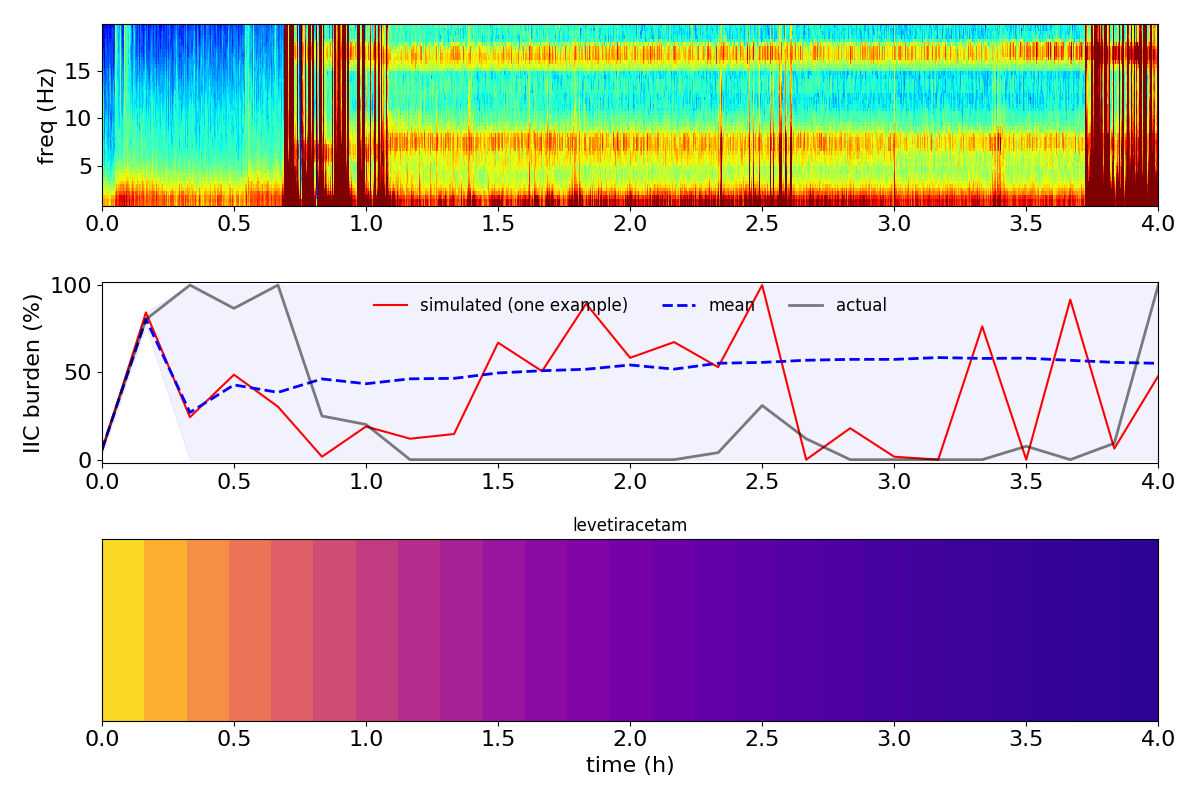 freq (Hz)
15
10
5
0.0 0.5 1.0 1.5 2.0 2.5 3.0 3.5 4.0
IIC burden (%)
100
50
0
simulated (one example) mean actual
0.0 0.5 1.0 1.5 2.0 2.5 3.0 3.5 4.0
levetiracetam
0.0 0.5 1.0 1.5 2.0 2.5 3.0 3.5 4.0
time (h)